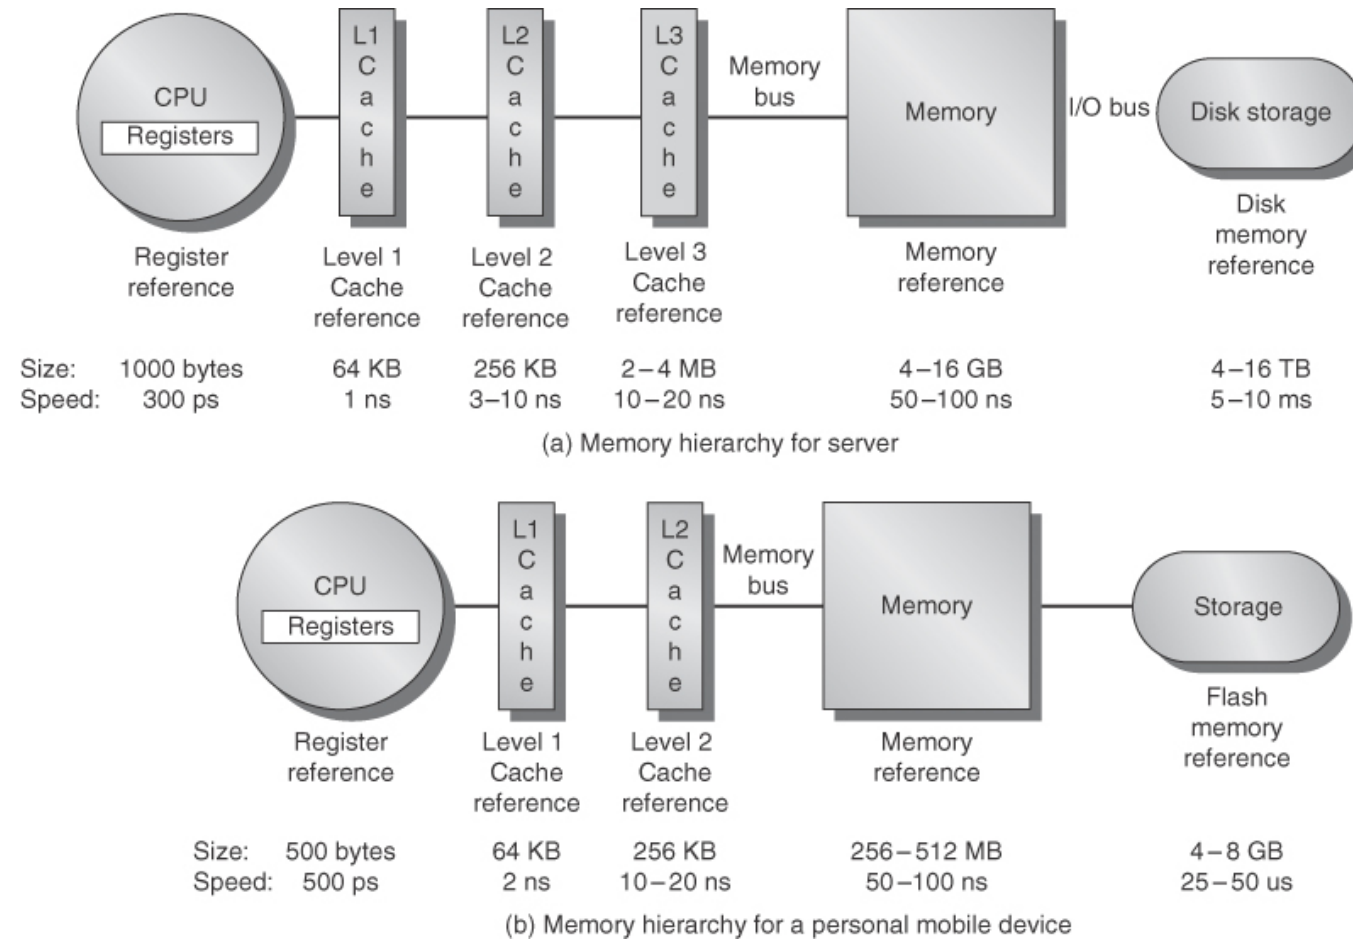 CPU
Registers
L1
C
a
c
h
e
L2
C
a
c
h
e
L3
C
a
c
h
e
Memory
bus
Memory
I/O bus
Disk storage
Register
reference
Level 1
Cache
reference
Level 2
Cache
reference
Level 3
Cache
reference
Memory
reference
Disk
memory
reference
Size: 1000 bytes 64 KB 256 KB 2–4 MB 4–16 GB 4–16 TB
Speed: 300 ps 1 ns 3–10 ns 10–20 ns 50–100 ns 5–10 ms
(a) Memory hierarchy for server
CPU
Registers
L1
C
a
c
h
e
L2
C
a
c
h
e
Memory
bus
Memory
Storage
Register
reference
Level 1
Cache
reference
Level 2
Cache
reference
Memory
reference
Flash
memory
reference
Size: 500 bytes 64 KB 256 KB 256–512 MB 4–8 GB
Speed: 500 ps 2 ns 10–20 ns 50–100 ns 25–50 us
(b) Memory hierarchy for a personal mobile device